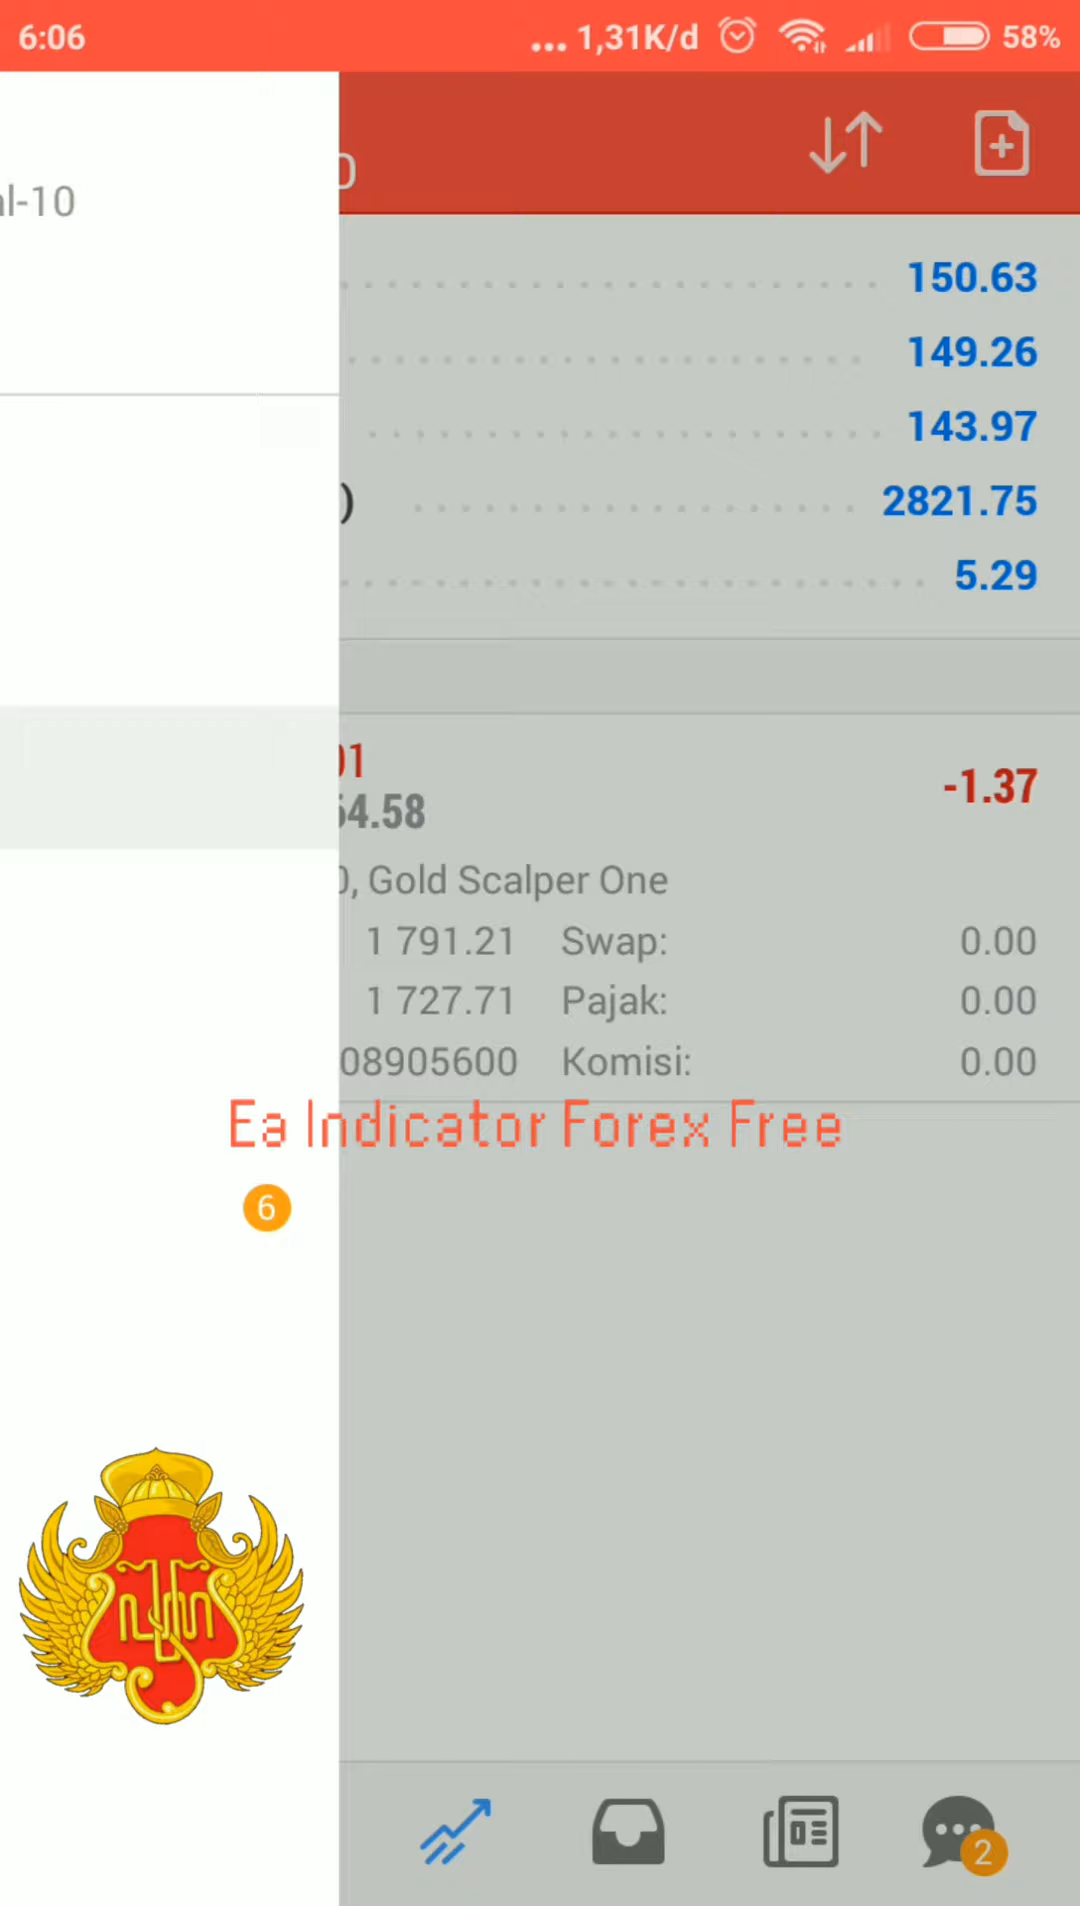 6:06 ... 1,31K/d 58%
l-10
150.63
149.26
143.97
) 2821.75
5.29
-1.37
54.58
, Gold Scalper One
1 791.21 Swap: 0.00
1 727.71 Pajak: 0.00
08905600 Komisi: 0.00
Ea Indicator Forex Free
6
2